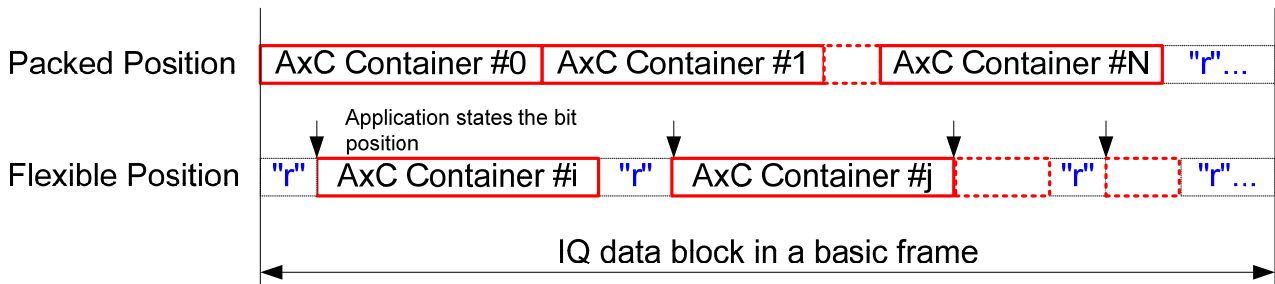 Packed Position AxC Container #0 AxC Container #1 AxC Container #N "r"...
Application states the bit
position
Flexible Position "r" AxC Container #i "r" AxC Container #j "r" "r"...
IQ data block in a basic frame